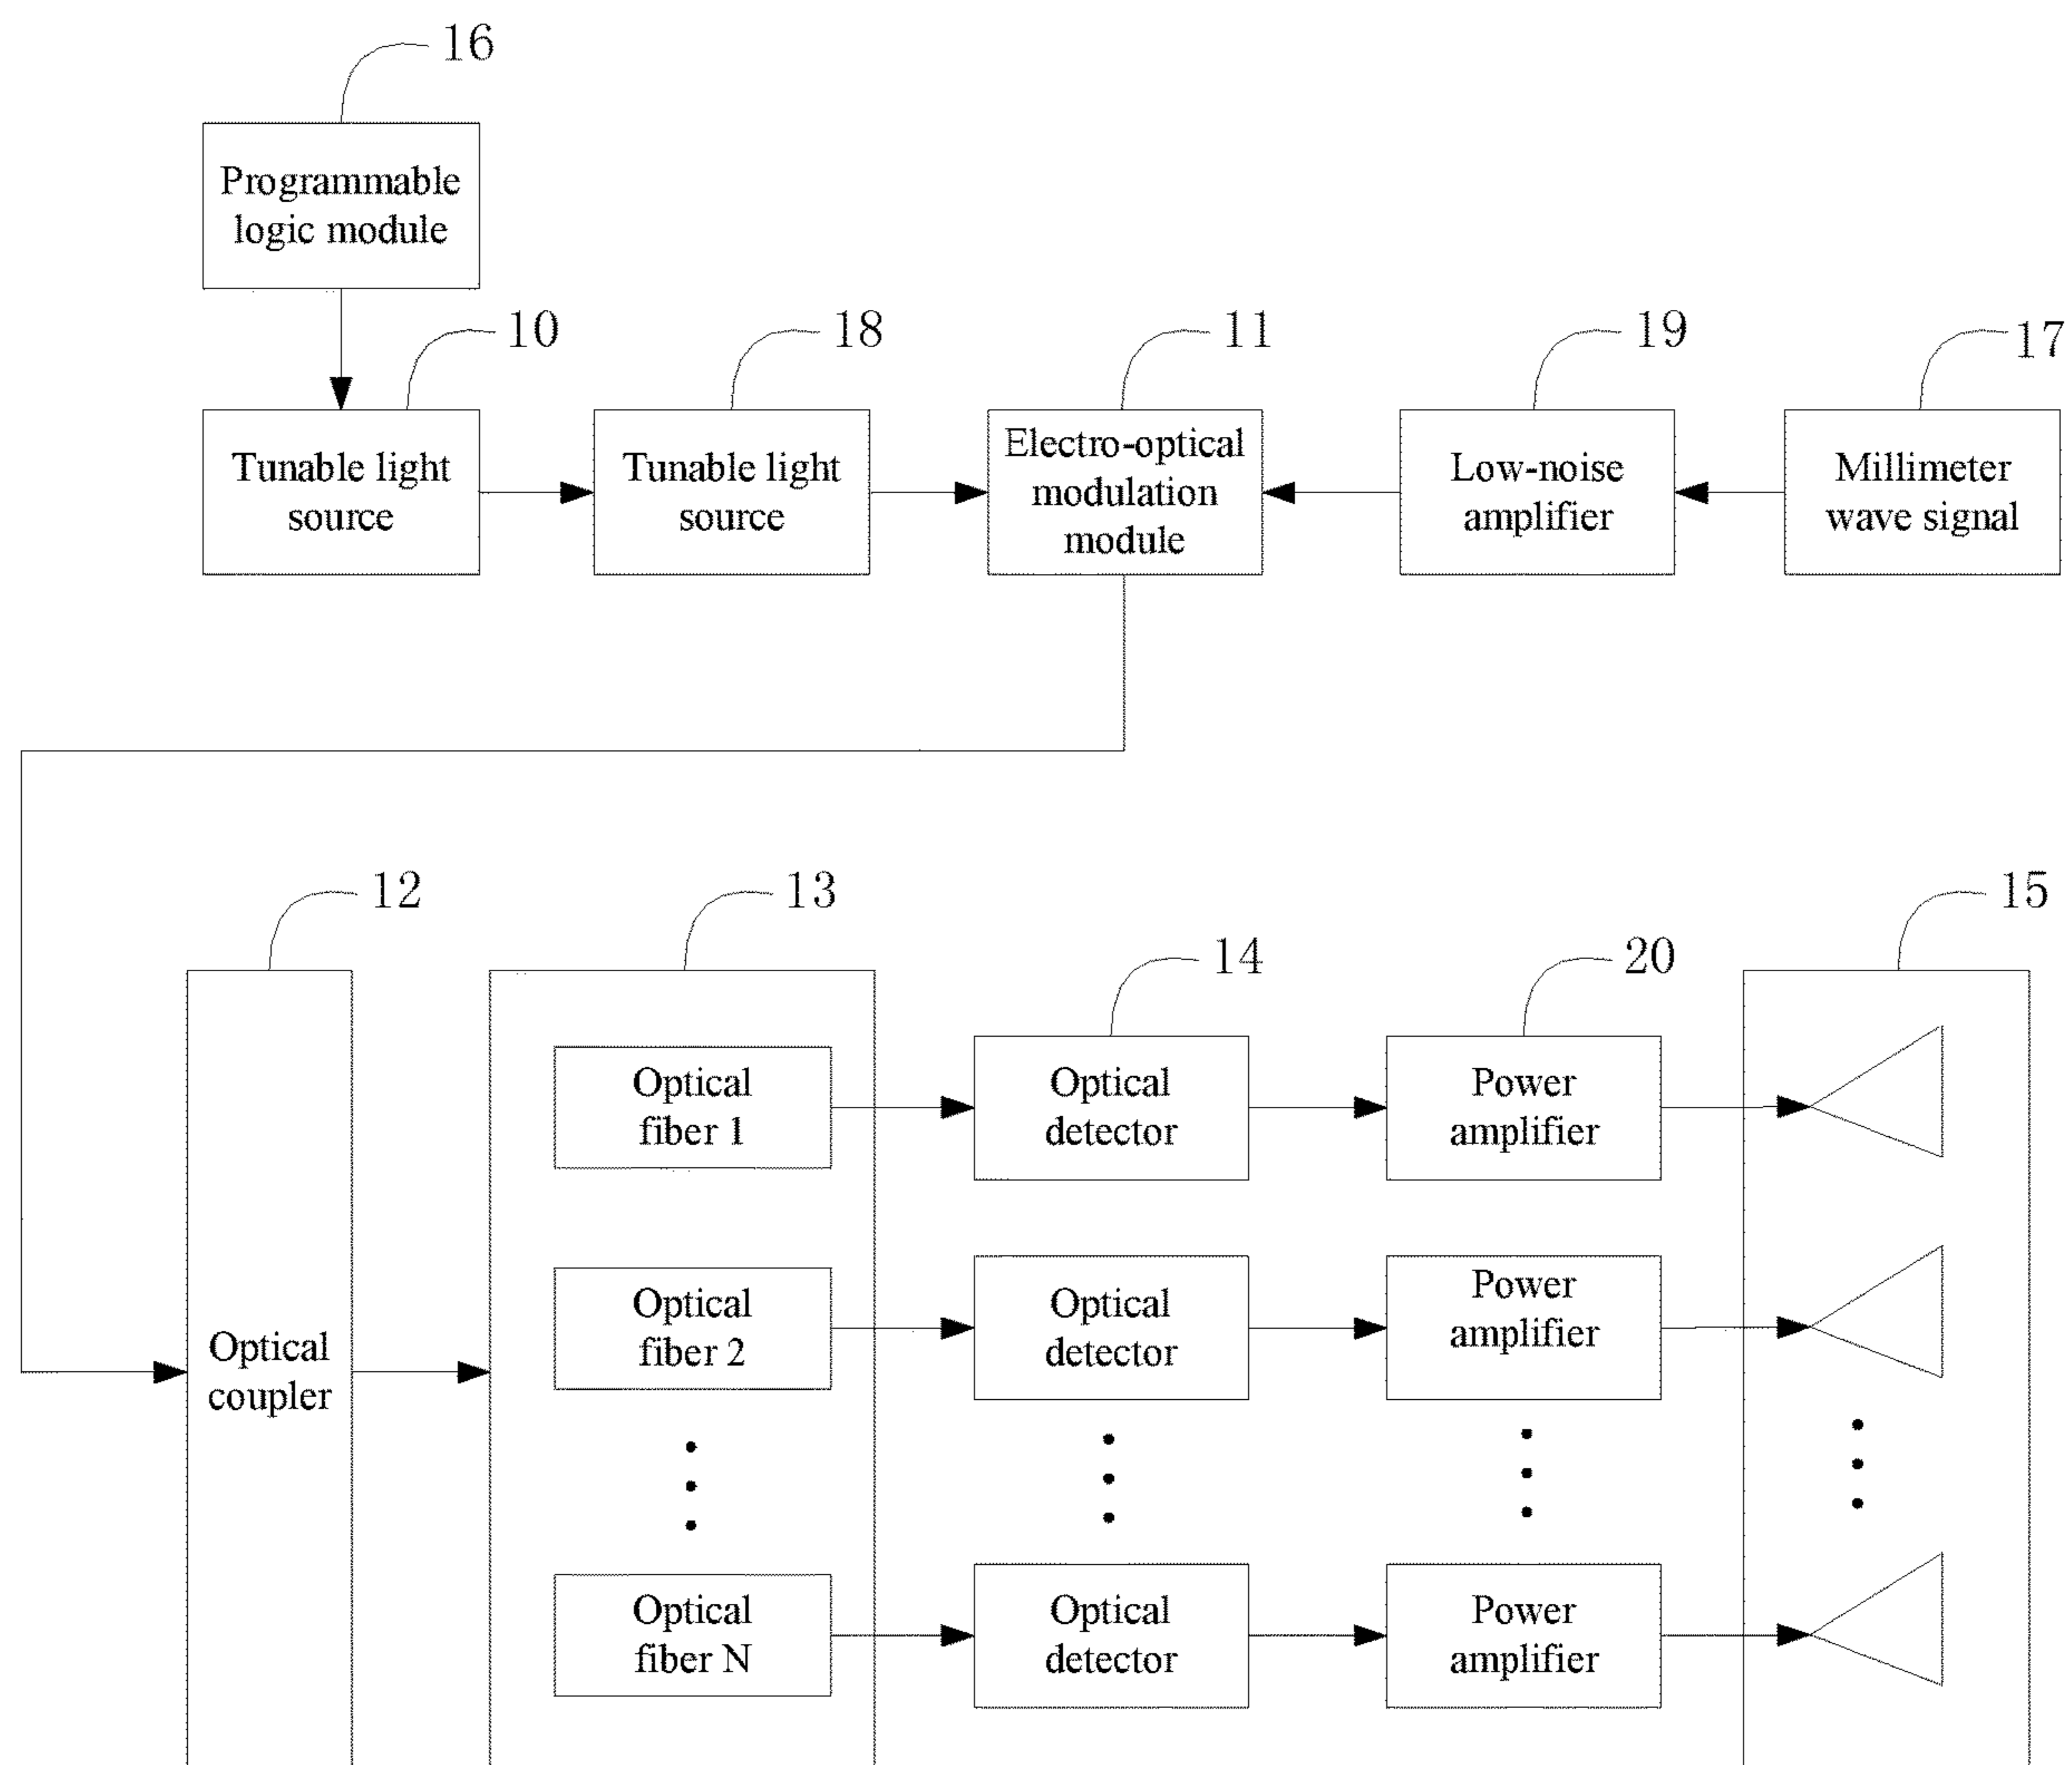 16
Programmable
logic module
10
18
11
19
17
Tunable light
source
Tunable light
source
Electro-optical
modulation
module
Low-noise
amplifier
Millimeter
wave signal
12
13
14
20
15
Optical
coupler
Optical
fiber 1
Optical
detector
Power
amplifier
Optical
fiber 2
Optical
detector
Power
amplifier
Optical
fiber N
Optical
detector
Power
amplifier